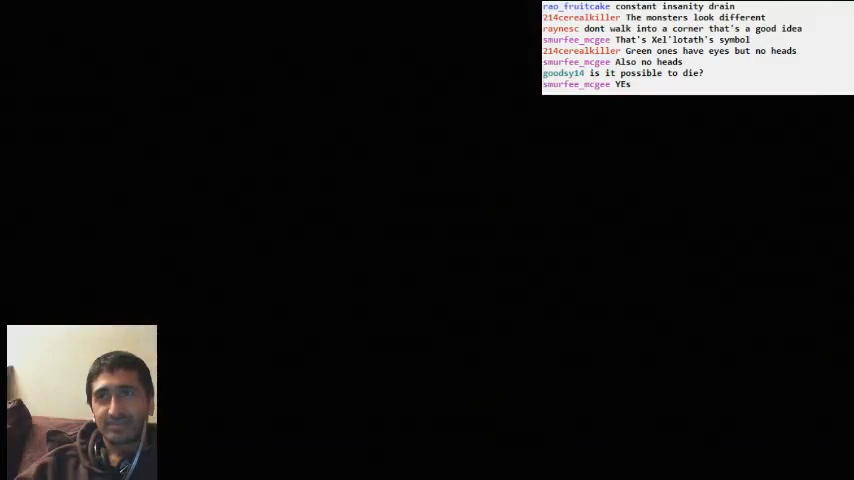 rao_fruitcake constant insanity drain
214cerealkiller The monsters look different
raynesc dont walk into a corner that's a good idea
smurfee_mcgee That's Xel'lotath's symbol
214cerealkiller Green ones have eyes but no heads
smurfee_mcgee Also no heads
goodsy14 is it possible to die?
smurfee_mcgee YEs